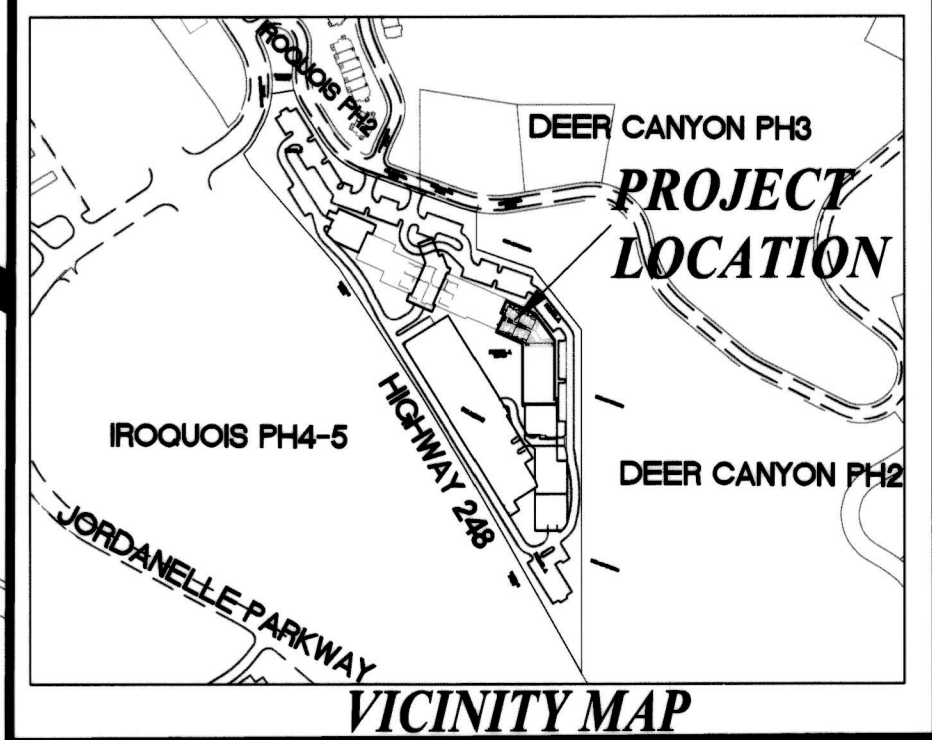 IROQUOIS PH2
DEER CANYON PH3
PROJECT
LOCATION
IROQUOIS PH4-5
HIGHWAY 248
DEER CANYON PH2
JORDANELLE PARKWAY
VICINITY MAP